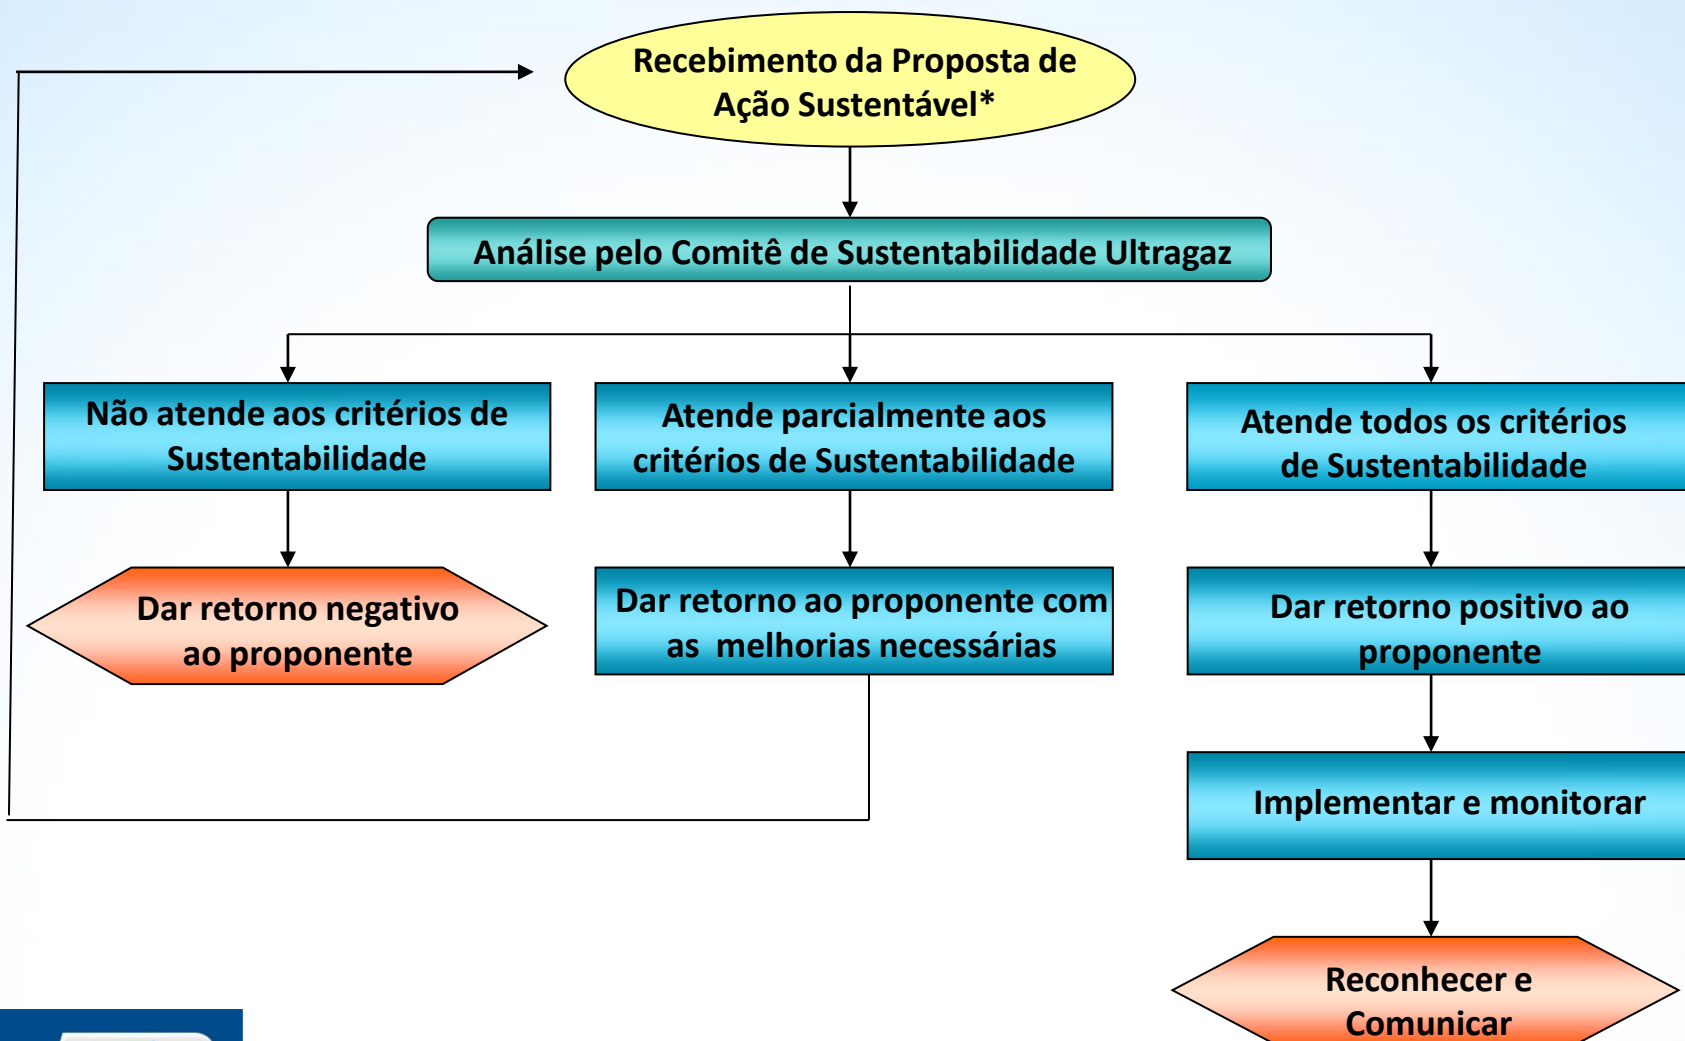 Recebimento da Proposta de
Ação Sustentável*
Análise pelo Comitê de Sustentabilidade Ultragaz
Não atende aos critérios de
Sustentabilidade
Atende parcialmente aos
critérios de Sustentabilidade
Atende todos os critérios
de Sustentabilidade
Dar retorno negativo
ao proponente
Dar retorno ao proponente com
as  melhorias necessárias
Dar retorno positivo ao
proponente
Implementar e monitorar
Reconhecer e
Comunicar